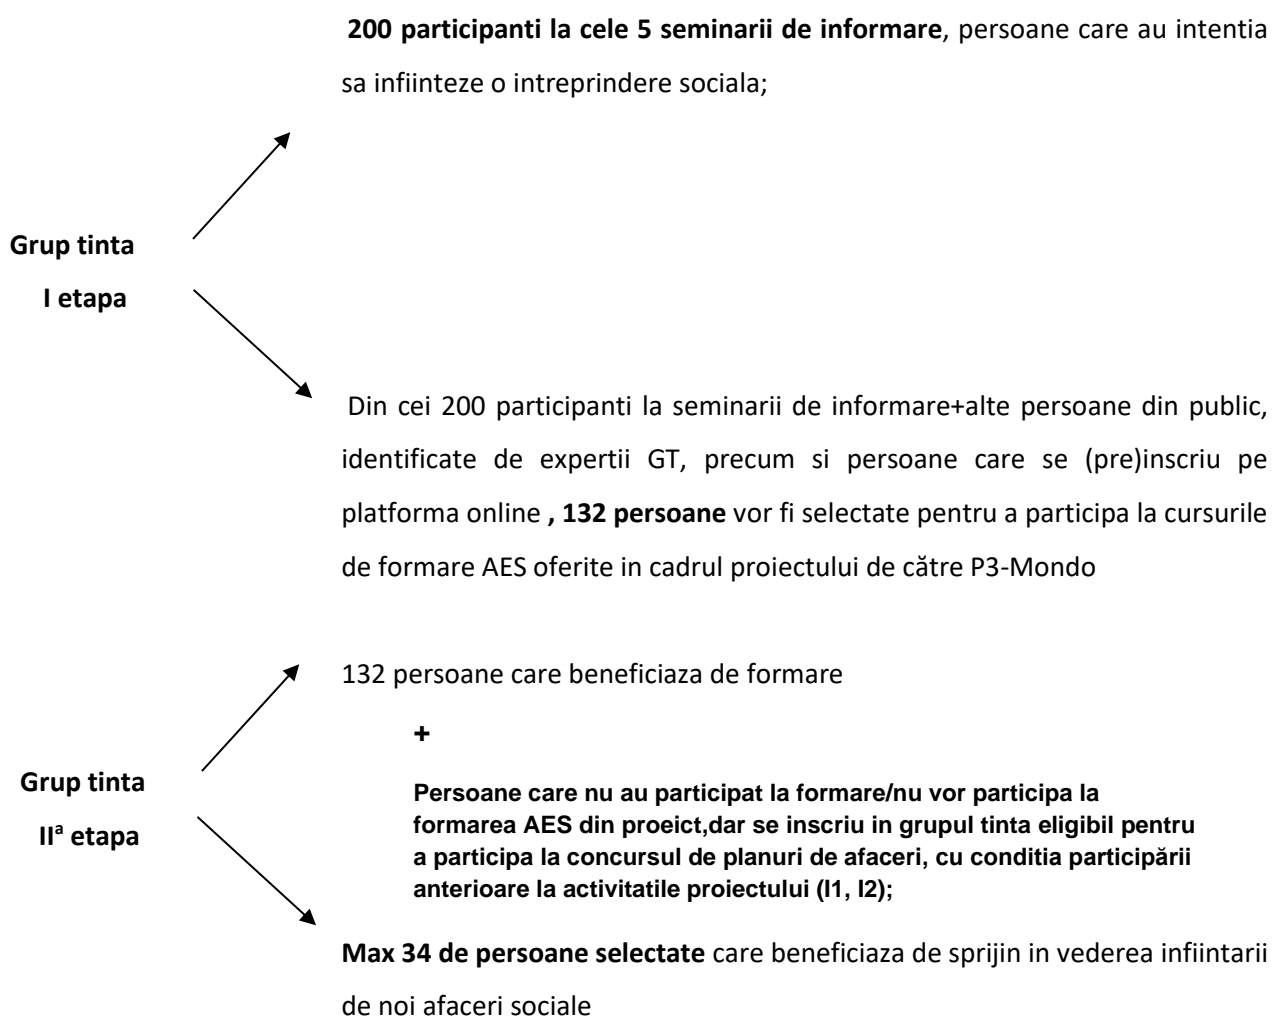 200 participanti la cele 5 seminarii de informare, persoane care au intentia
sa infiinteze o intreprindere sociala;
Grup tinta
I etapa
Din cei 200 participanti la seminarii de informare+alte persoane din public,
identificate de expertii GT, precum si persoane care se (pre)inscriu pe
platforma online , 132 persoane vor fi selectate pentru a participa la cursurile
de formare AES oferite in cadrul proiectului de către P3-Mondo
132 persoane care beneficiaza de formare
+
Grup tinta
IIª etapa
Persoane care nu au participat la formare/nu vor participa la
formarea AES din proeict,dar se inscriu in grupul tinta eligibil pentru
a participa la concursul de planuri de afaceri, cu conditia participării
anterioare la activitatile proiectului (I1, I2);
Max 34 de persoane selectate care beneficiaza de sprijin in vederea infiintarii
de noi afaceri sociale